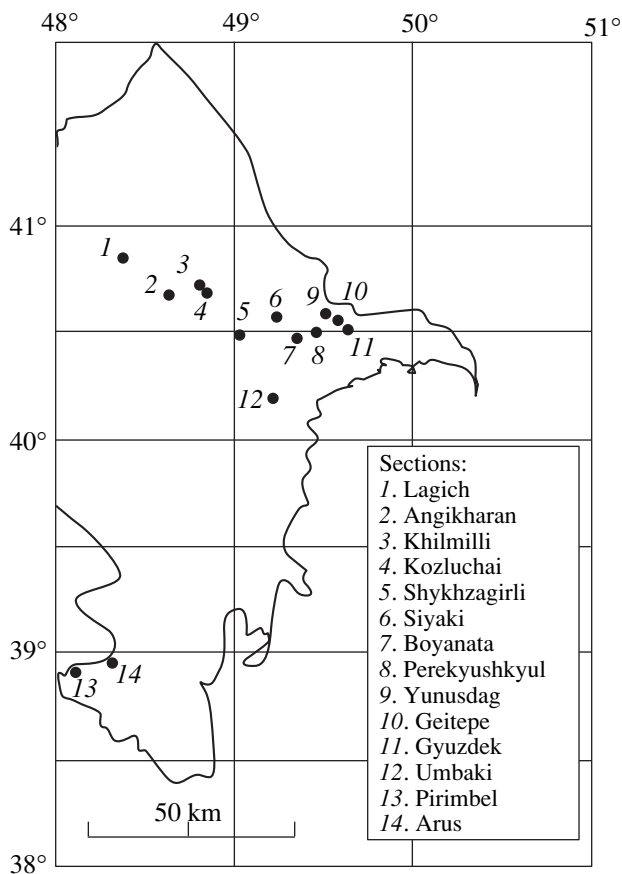 48° 49° 50° 51°
41°
1
3
2
4
9 10
6
5
7 8 11
12
40°
Sections:
1. Lagich
2. Angikharan
3. Khilmilli
4. Kozluchai
5. Shykhzagirli
6. Siyaki
7. Boyanata
8. Perekyushkyul
9. Yunusdag
10. Geitepe
11. Gyuzdek
12. Umbaki
13. Pirimbel
14. Arus
39°
14
13
50 km
38°